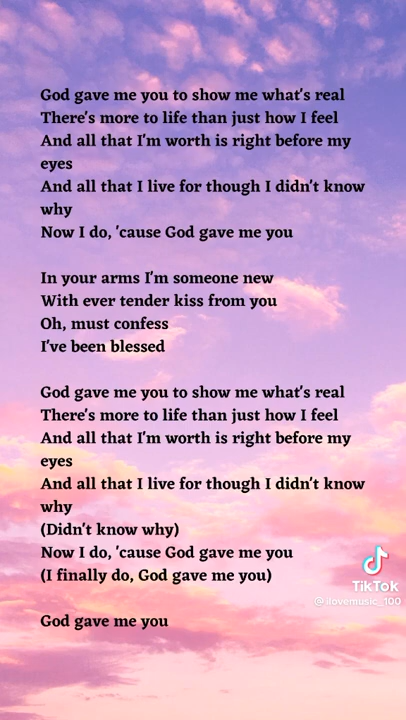 God gave me you to show me what's real
There's more to life than just how I feel
And all that I'm worth is right before my
eyes
And all that I live for though I didn't know
why
Now I do, 'cause God gave me you
In your arms I'm someone new
With ever tender kiss from you
Oh, must confess
I've been blessed
God gave me you to show me what's real
There's more to life than just how I feel
And all that I'm worth is right before my
eyes
And all that I live for though I didn't know
why
(Didn't know why)
Now I do, 'cause God gave me you
(I finally do, God gave me you)
God gave me you
TikTok
@ilovemusic_100